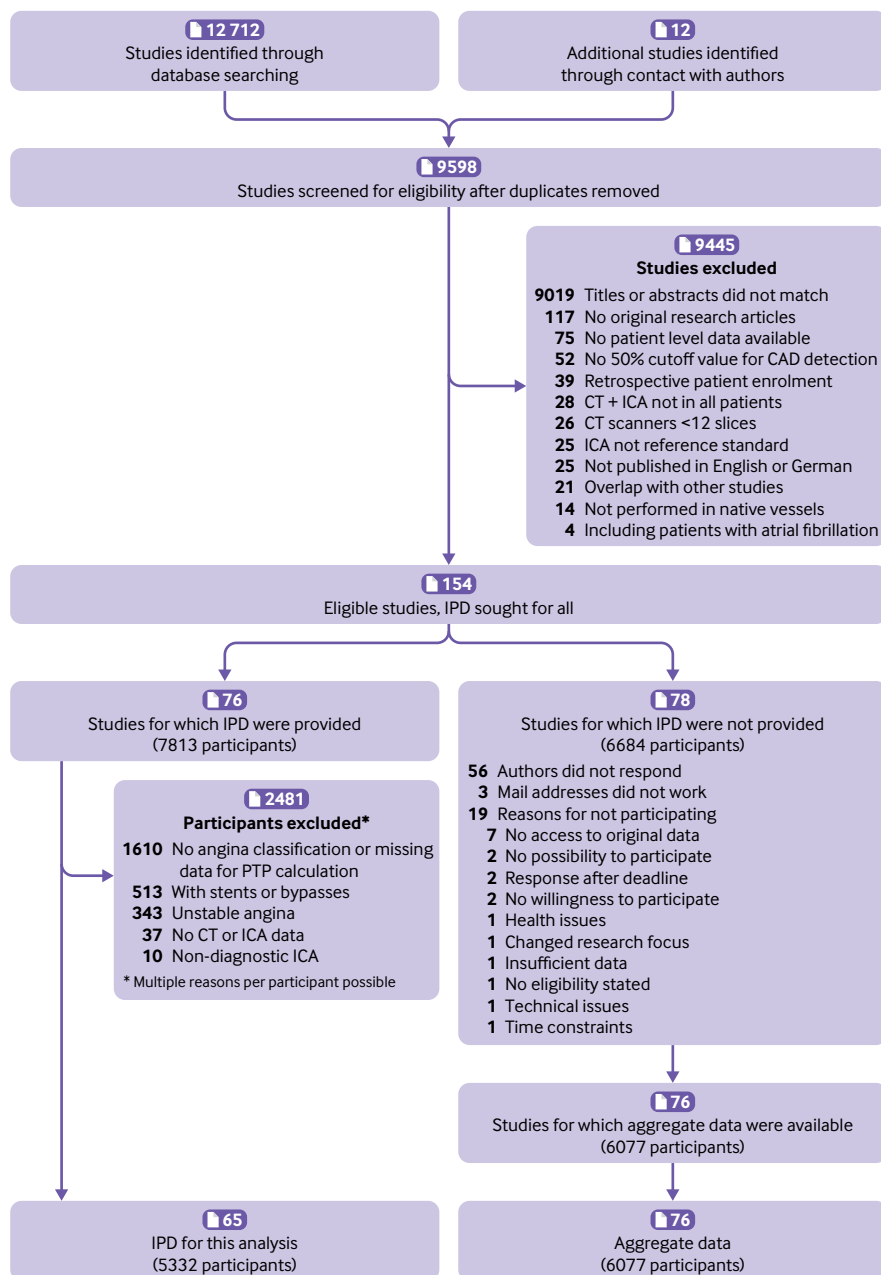 12 712
Studies identified through
database searching
12
Additional studies identified
through contact with authors
9598
Studies screened for eligibility after duplicates removed
9445
Studies excluded
9019 Titles or abstracts did not match
117 No original research articles
75 No patient level data available
52 No 50% cutoff value for CAD detection
39 Retrospective patient enrolment
28 CT + ICA not in all patients
26 CT scanners <12 slices
25 ICA not reference standard
25 Not published in English or German
21 Overlap with other studies
14 Not performed in native vessels
4 Including patients with atrial fibrillation
154
Eligible studies, IPD sought for all
76
Studies for which IPD were provided
(7813 participants)
2481
Participants excluded*
1610 No angina classification or missing
data for PTP calculation
513 With stents or bypasses
343 Unstable angina
37 No CT or ICA data
10 Non-diagnostic ICA
* Multiple reasons per participant possible
78
Studies for which IPD were not provided
(6684 participants)
56 Authors did not respond
3 Mail addresses did not work
19 Reasons for not participating
7 No access to original data
2 No possibility to participate
2 Response after deadline
2 No willingness to participate
1 Health issues
1 Changed research focus
1 Insufficient data
1 No eligibility stated
1 Technical issues
1 Time constraints
76
Studies for which aggregate data were available
(6077 participants)
65
IPD for this analysis
(5332 participants)
76
Aggregate data
(6077 participants)